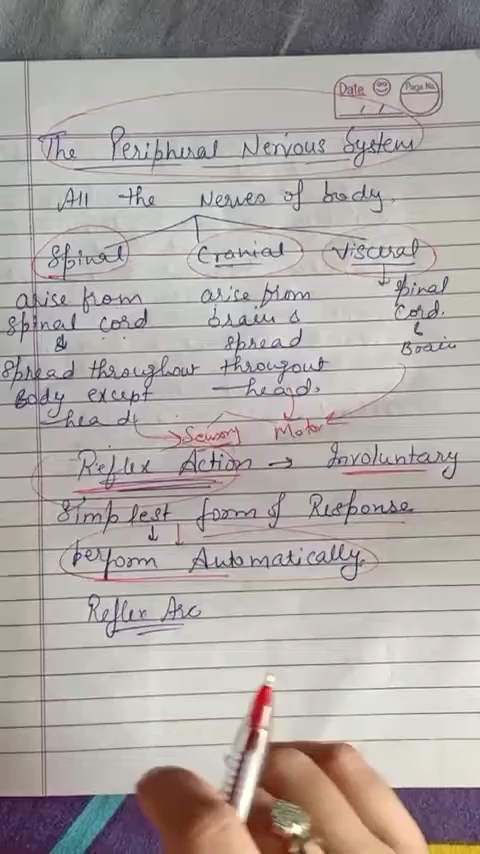 Date
Page No.
The Peripheral Nervous System
All the Nerves of body.
Spinal Cranial Visceral
arise from arise from Spinal
Spinal cord brain & Cord.
& spread &
Spread throughout througout Brain
Body except head.
head
Sensory Motor
Reflex Action → Involuntary
Simplest form of Response
perform Automatically.
Reflex Arc